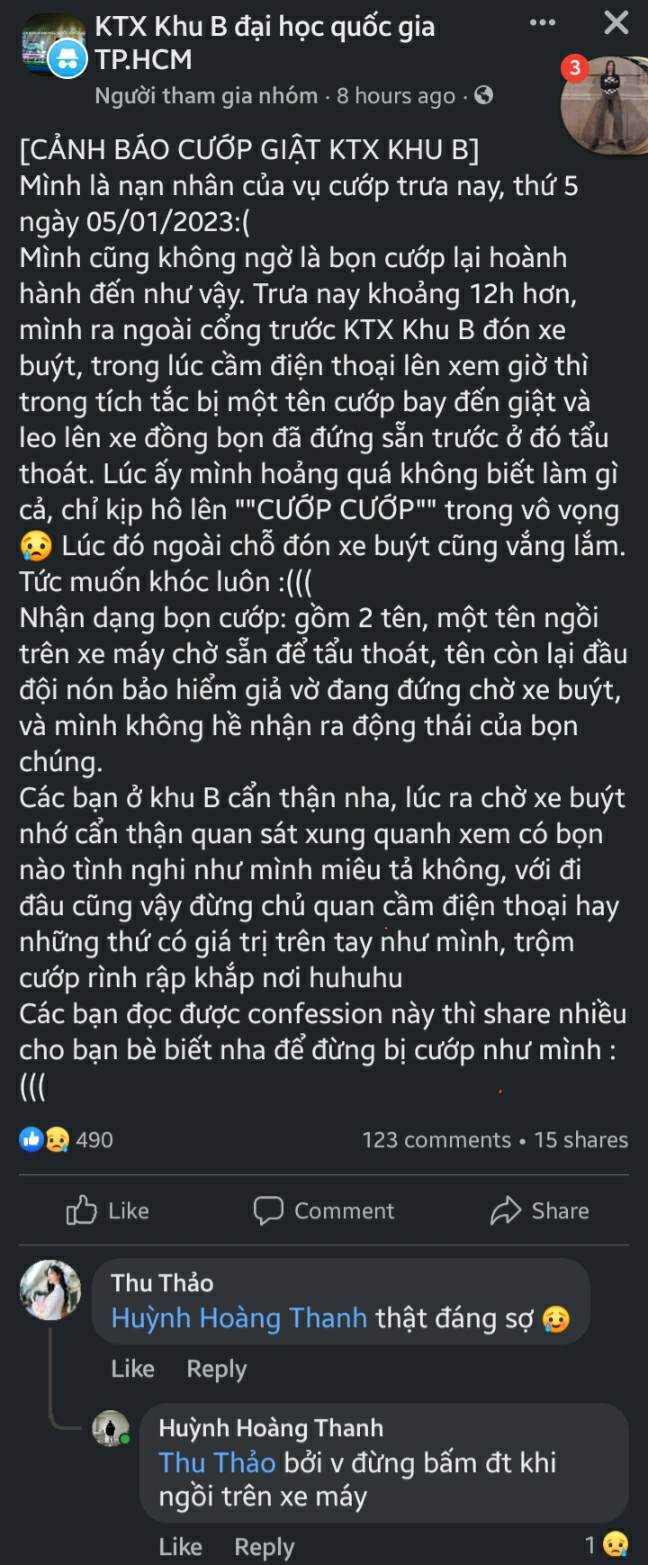 KTX Khu B đại học quốc gia
TP.HCM
Người tham gia nhóm · 8 hours ago ·
3
[CẢNH BÁO CƯỚP GIẬT KTX KHU B]
Mình là nạn nhân của vụ cướp trưa nay, thứ 5
ngày 05/01/2023:(
Mình cũng không ngờ là bọn cướp lại hoành
hành đến như vậy. Trưa nay khoảng 12h hơn,
mình ra ngoài cổng trước KTX Khu B đón xe
buýt, trong lúc cầm điện thoại lên xem giờ thì
trong tích tắc bị một tên cướp bay đến giật và
leo lên xe đồng bọn đã đứng sẵn trước ở đó tẩu
thoát. Lúc ấy mình hoảng quá không biết làm gì
cả, chỉ kịp hô lên ""CƯỚP CƯỚP"" trong vô vọng
😢 Lúc đó ngoài chỗ đón xe buýt cũng vắng lắm.
Tức muốn khóc luôn :(((
Nhận dạng bọn cướp: gồm 2 tên, một tên ngồi
trên xe máy chờ sẵn để tẩu thoát, tên còn lại đầu
đội nón bảo hiểm giả vờ đang đứng chờ xe buýt,
và mình không hề nhận ra động thái của bọn
chúng.
Các bạn ở khu B cẩn thận nha, lúc ra chờ xe buýt
nhớ cẩn thận quan sát xung quanh xem có bọn
nào tình nghi như mình miêu tả không, với đi
đâu cũng vậy đừng chủ quan cầm điện thoại hay
những thứ có giá trị trên tay như mình, trộm
cướp rình rập khắp nơi huhuhu
Các bạn đọc được confession này thì share nhiều
cho bạn bè biết nha để đừng bị cướp như mình :
(((
490
123 comments • 15 shares
Like
Comment
Share
Thu Thảo
Huỳnh Hoàng Thanh thật đáng sợ 🥲
Like Reply
Huỳnh Hoàng Thanh
Thu Thảo bởi v đừng bấm đt khi
ngồi trên xe máy
Like Reply
1